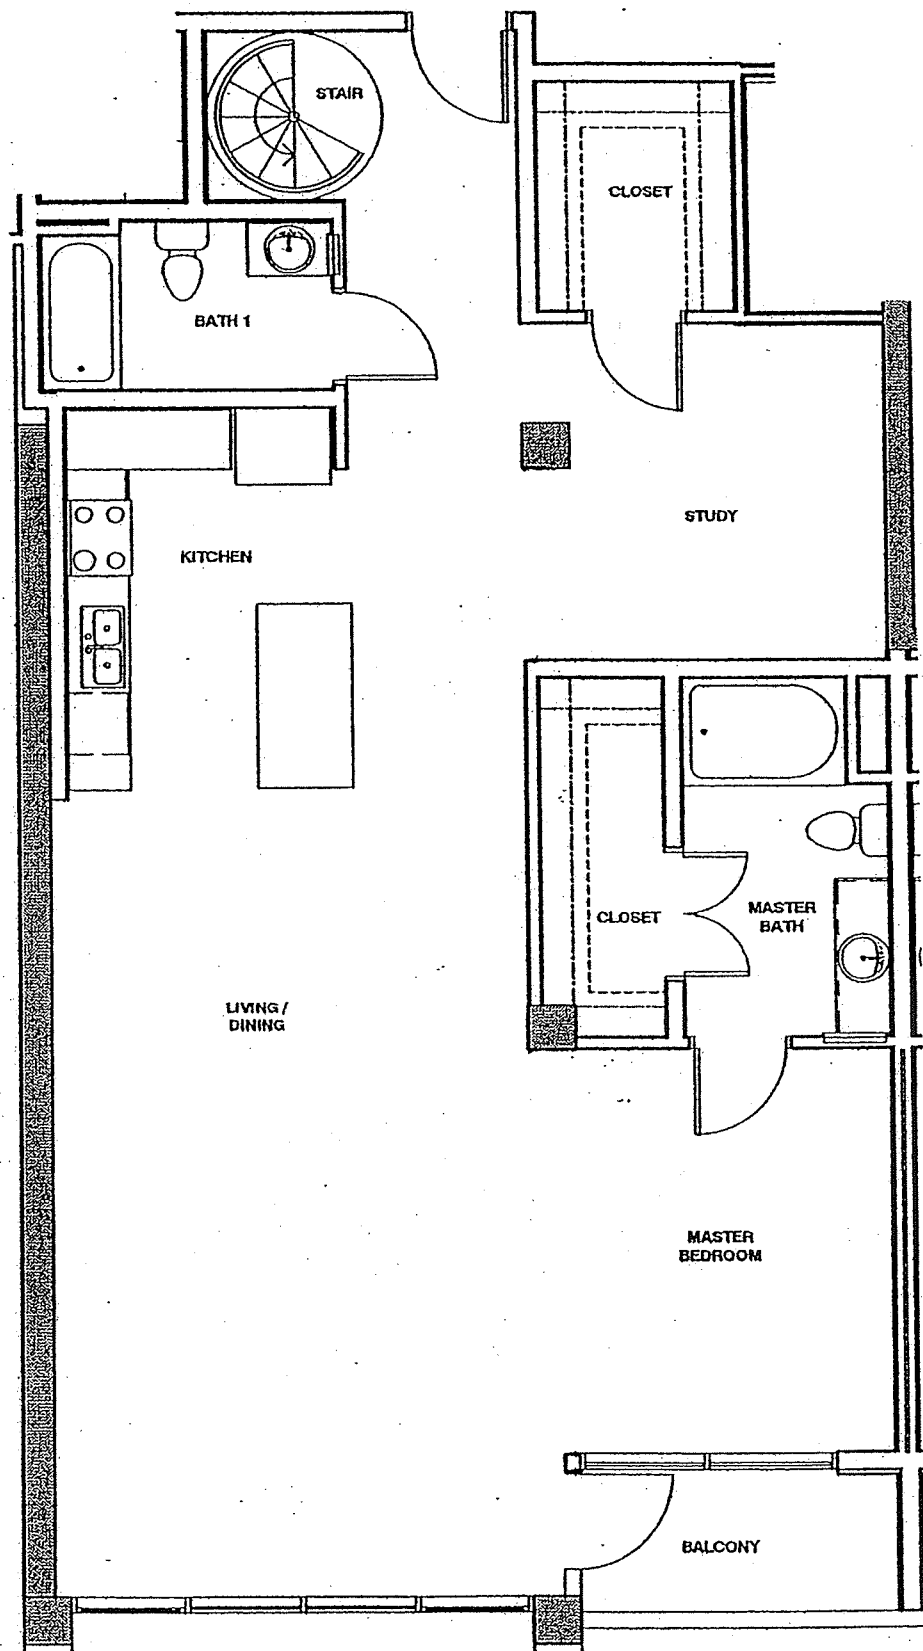 STAIR
CLOSET
BATH 1
STUDY
KITCHEN
CLOSET
MASTER
BATH
LIVING /
DINING
MASTER
BEDROOM
BALCONY